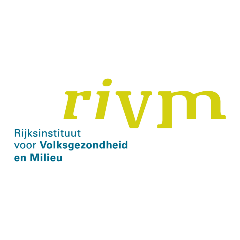 rivm
Rijksinstituut
voor Volksgezondheid
en Milieu